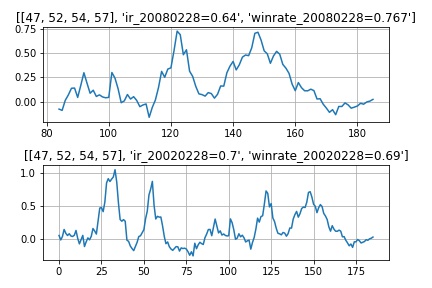 [[47, 52, 54, 57], 'ir_20080228=0.64', 'winrate_20080228=0.767']
0.75
0.50
0.25
0.00
80 100 120 140 160 180
[[47, 52, 54, 57], 'ir_20020228=0.7', 'winrate_20020228=0.69']
1.0
0.5
0.0
0 25 50 75 100 125 150 175